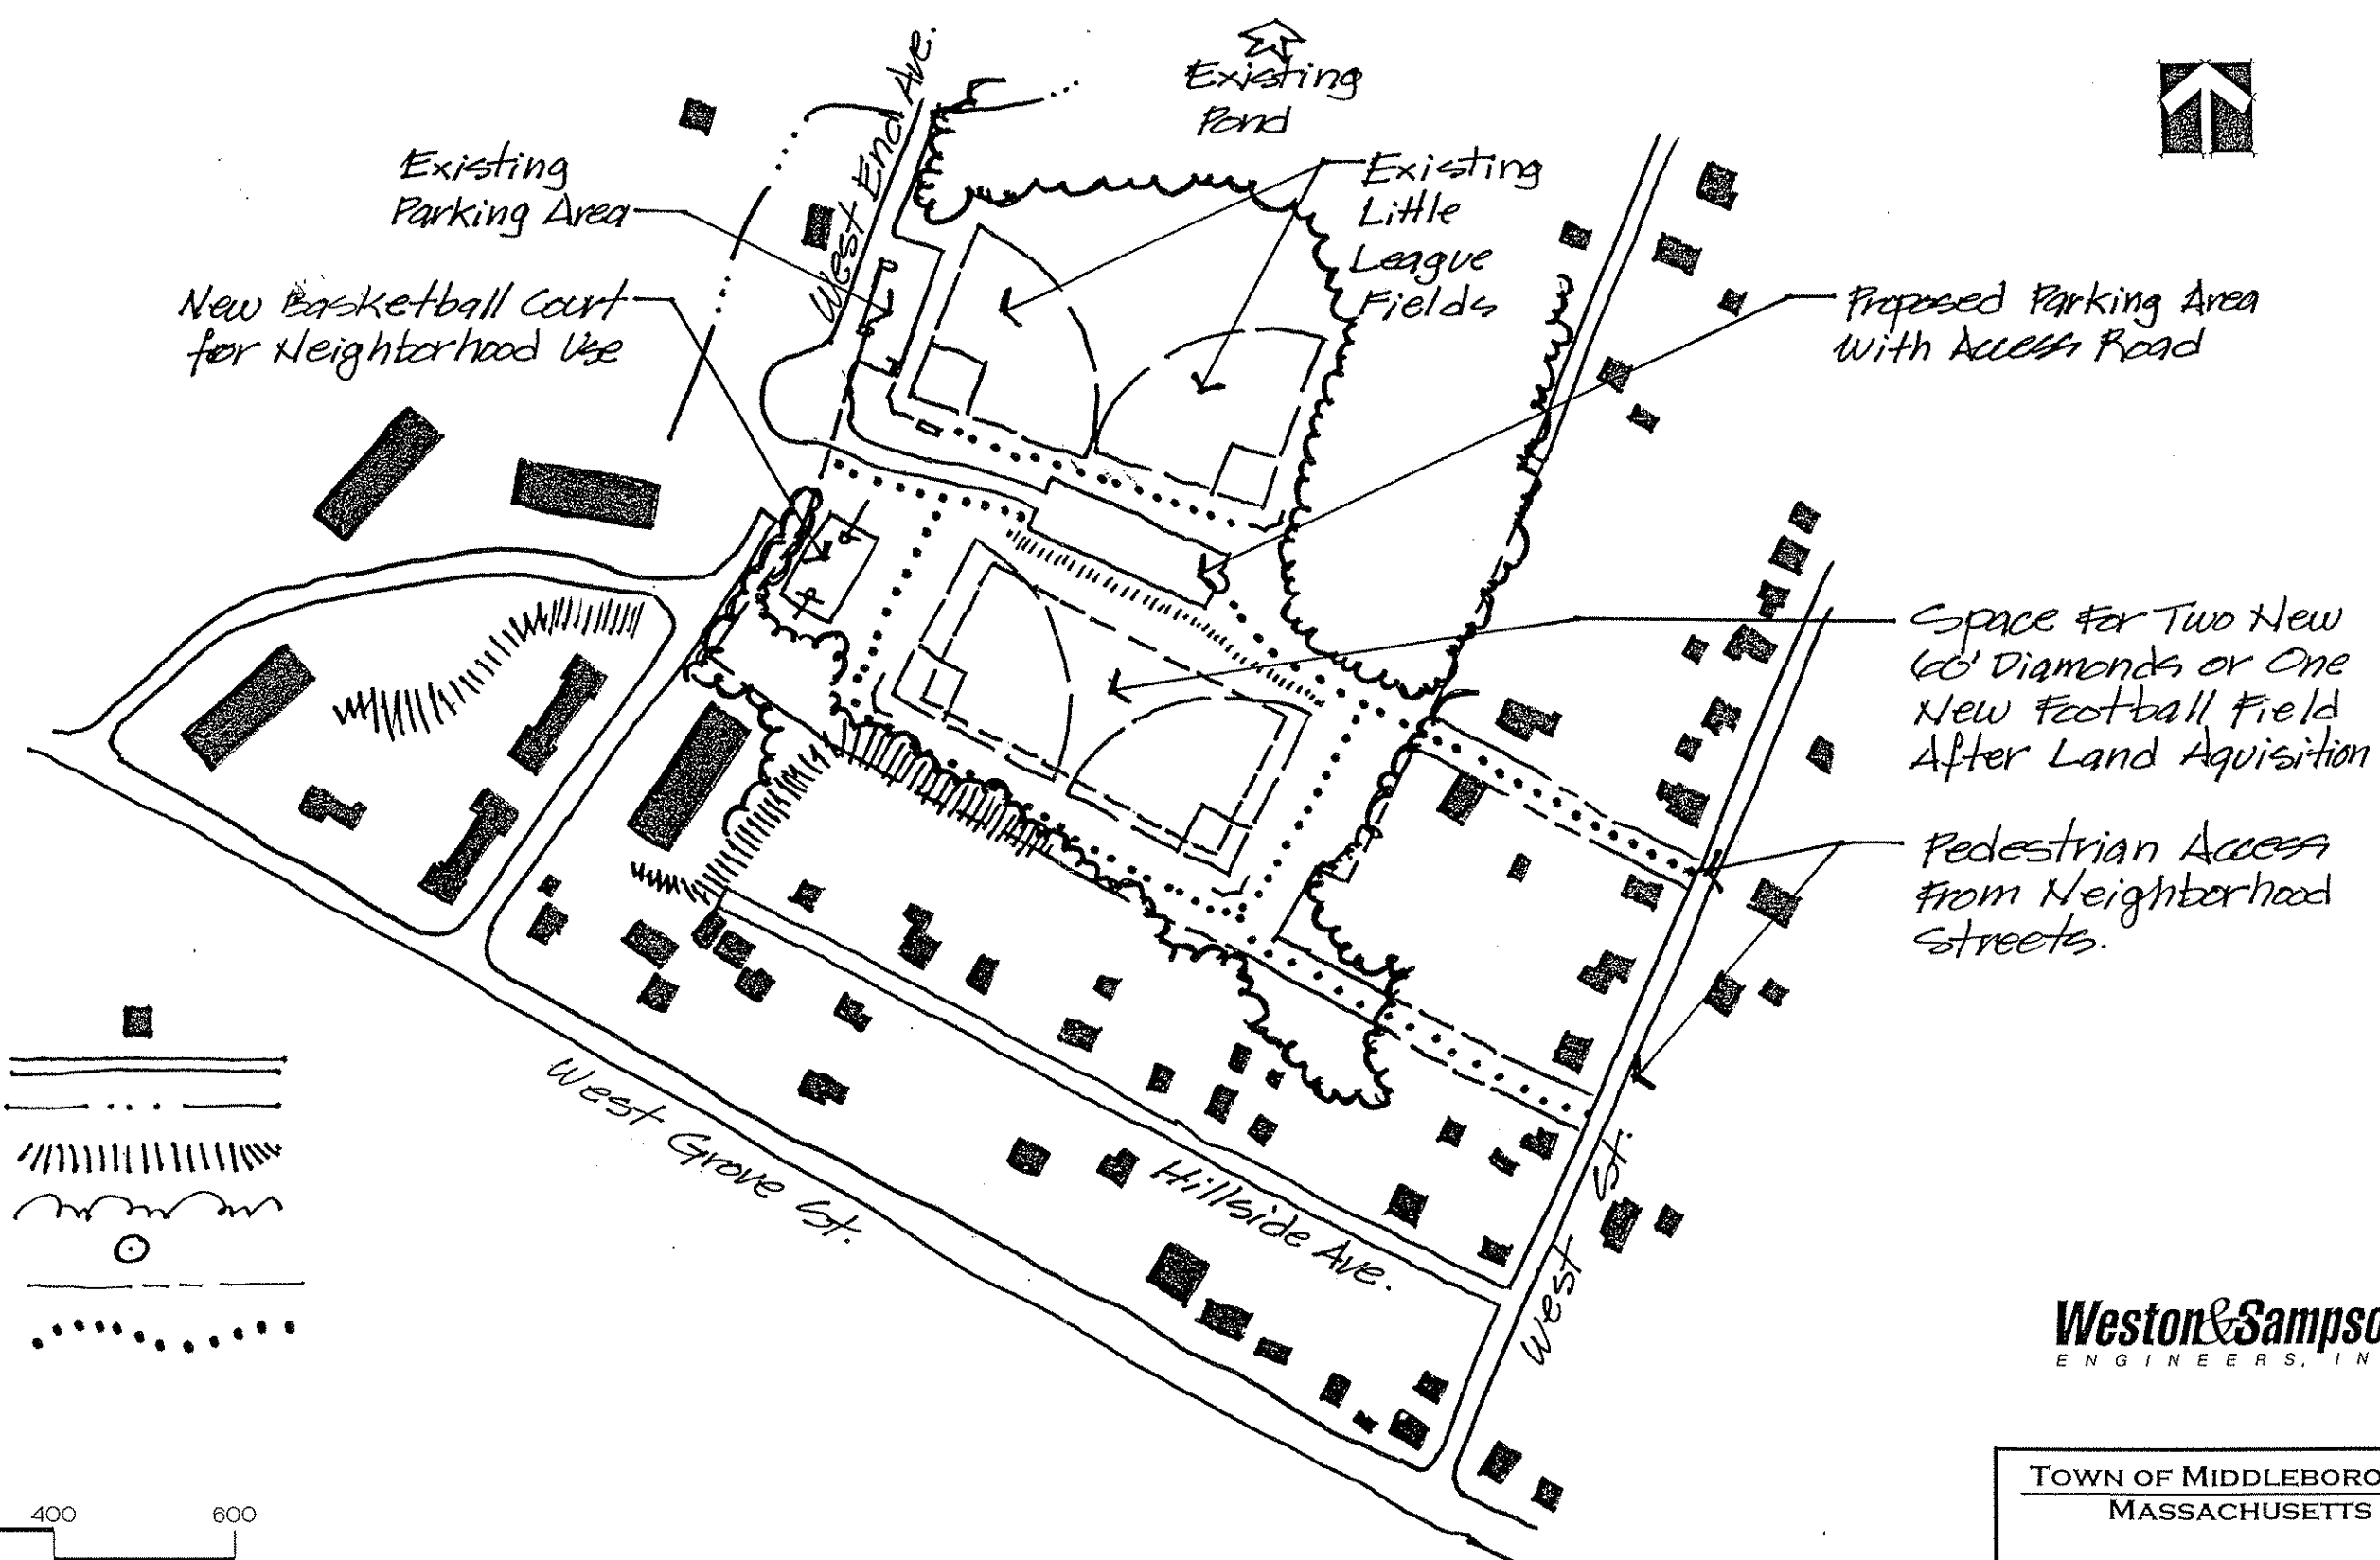 West End Ave.
Existing
Pond
Existing
Parking Area
Existing
Little
League
Fields
New Basketball Court
for Neighborhood Use
Proposed Parking Area
With Access Road
Space For Two New
60' Diamonds or One
New Football Field
After Land Aquisition
Pedestrian Access
From Neighborhood
Streets.
West Grove St.
Hillside Ave.
West St.
Weston&Sampso
ENGINEERS, IN
400 600
TOWN OF MIDDLEBORO
MASSACHUSETTS